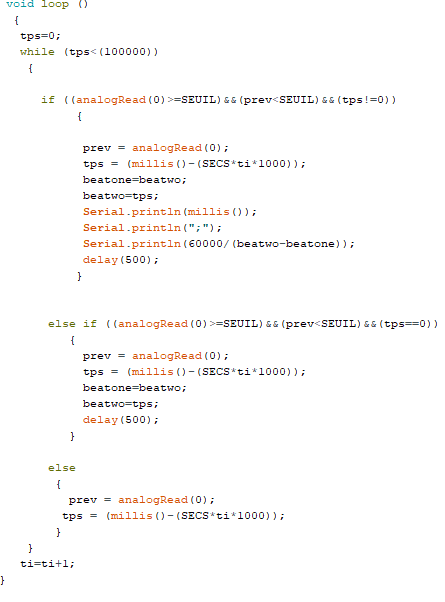 void loop ()
{
tps=0;
while (tps<(100000))
{
if ((analogRead(0)>=SEUIL)&&(prev<SEUIL)&&(tps!=0))
{
prev = analogRead(0);
tps = (millis()-(SECS*ti*1000));
beatone=beatwo;
beatwo=tps;
Serial.println(millis());
Serial.println(";");
Serial.println(60000/(beatwo-beatone));
delay(500);
}
else if ((analogRead(0)>=SEUIL)&&(prev<SEUIL)&&(tps==0))
{
prev = analogRead(0);
tps = (millis()-(SECS*ti*1000));
beatone=beatwo;
beatwo=tps;
delay(500);
}
else
{
prev = analogRead(0);
tps = (millis()-(SECS*ti*1000));
}
}
ti=ti+1;
}